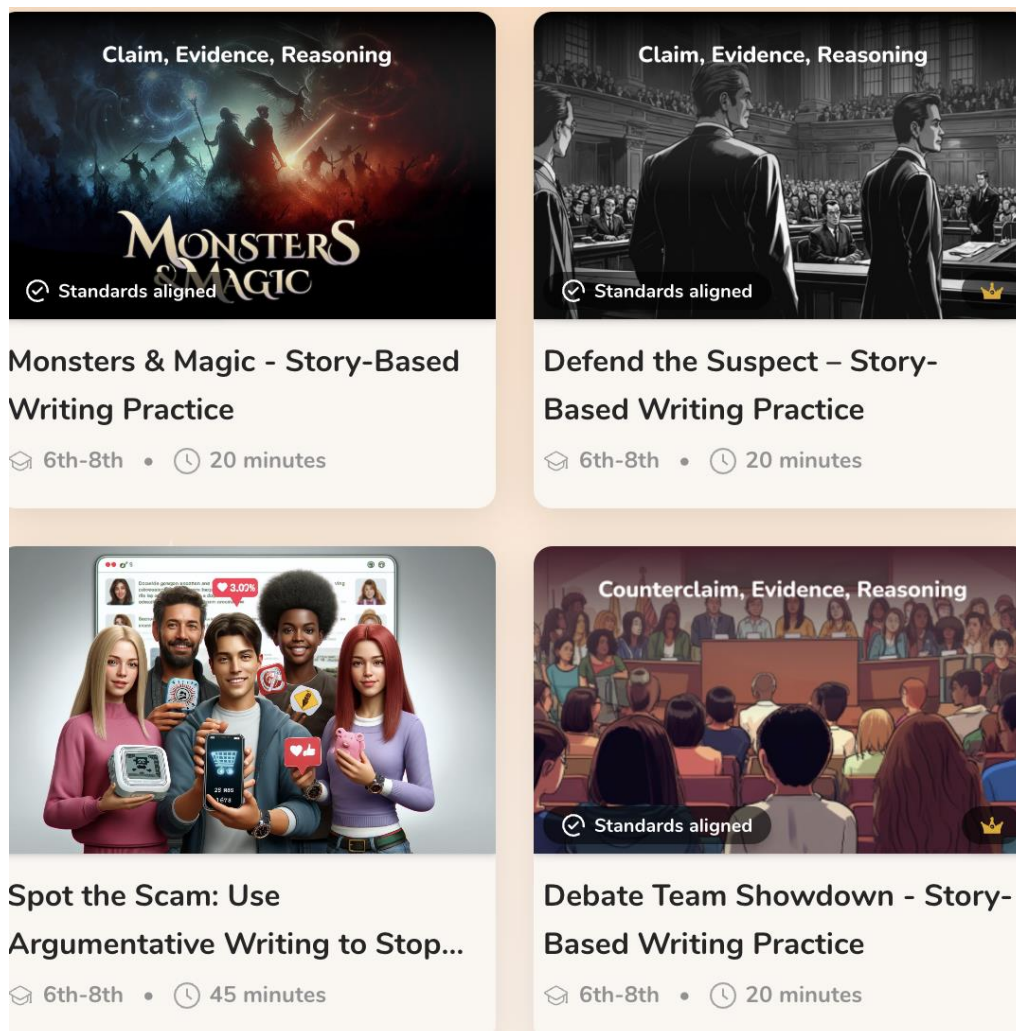 Claim, Evidence, Reasoning
MONSTERS
& MAGIC
Standards aligned
Monsters & Magic - Story-Based
Writing Practice
6th-8th • 20 minutes
Claim, Evidence, Reasoning
Standards aligned
Defend the Suspect – Story-
Based Writing Practice
6th-8th • 20 minutes
Spot the Scam: Use
Argumentative Writing to Stop...
6th-8th • 45 minutes
Counterclaim, Evidence, Reasoning
Standards aligned
Debate Team Showdown - Story-
Based Writing Practice
6th-8th • 20 minutes